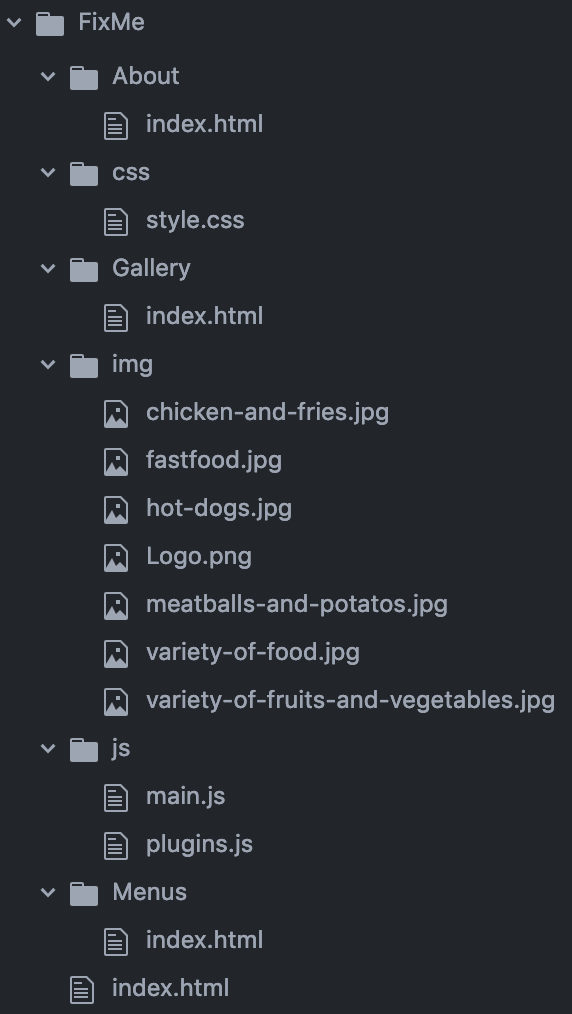 FixMe
About
index.html
css
style.css
Gallery
index.html
img
chicken-and-fries.jpg
fastfood.jpg
hot-dogs.jpg
Logo.png
meatballs-and-potatos.jpg
variety-of-food.jpg
variety-of-fruits-and-vegetables.jpg
js
main.js
plugins.js
Menus
index.html
index.html